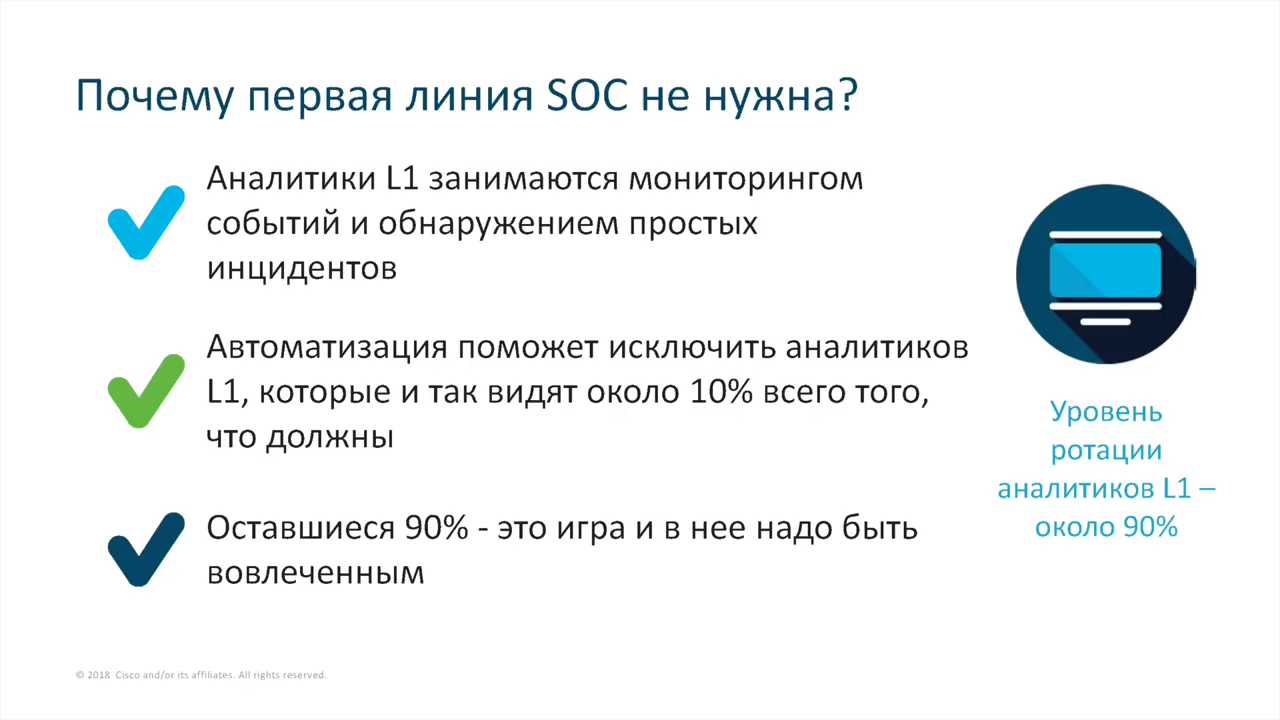 Почему первая линия SOC не нужна?
Аналитики L1 занимаются мониторингом
событий и обнаружением простых
инцидентов
Автоматизация поможет исключить аналитиков
L1, которые и так видят около 10% всего того,
что должны
Оставшиеся 90% - это игра и в нее надо быть
вовлеченным
Уровень
ротации
аналитиков L1 –
около 90%
© 2018 Cisco and/or its affiliates. All rights reserved.